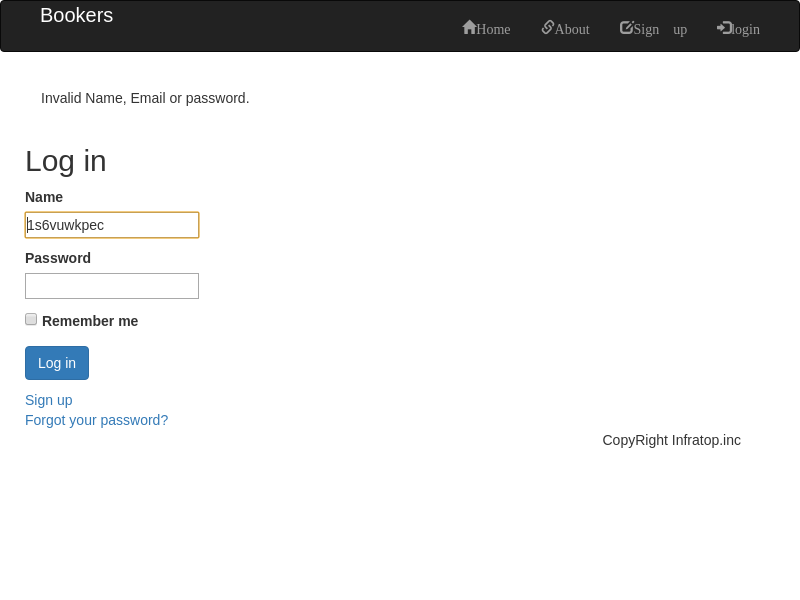 Bookers
Home About Sign up login
Invalid Name, Email or password.
Log in
Name
1s6vuwkpec
Password
Remember me
Log in
Sign up
Forgot your password?
CopyRight Infratop.inc